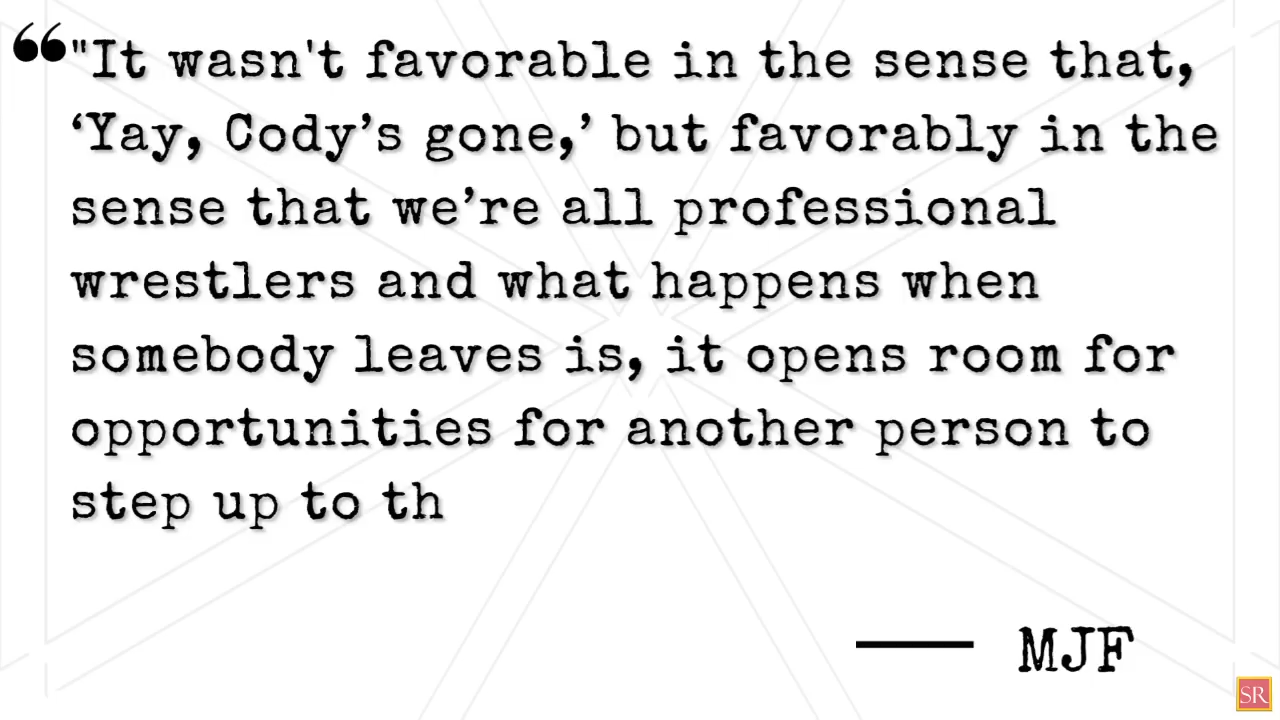 ❝"It wasn't favorable in the sense that,
‘Yay, Cody’s gone,’ but favorably in the
sense that we’re all professional
wrestlers and what happens when
somebody leaves is, it opens room for
opportunities for another person to
step up to th
— MJF
SR